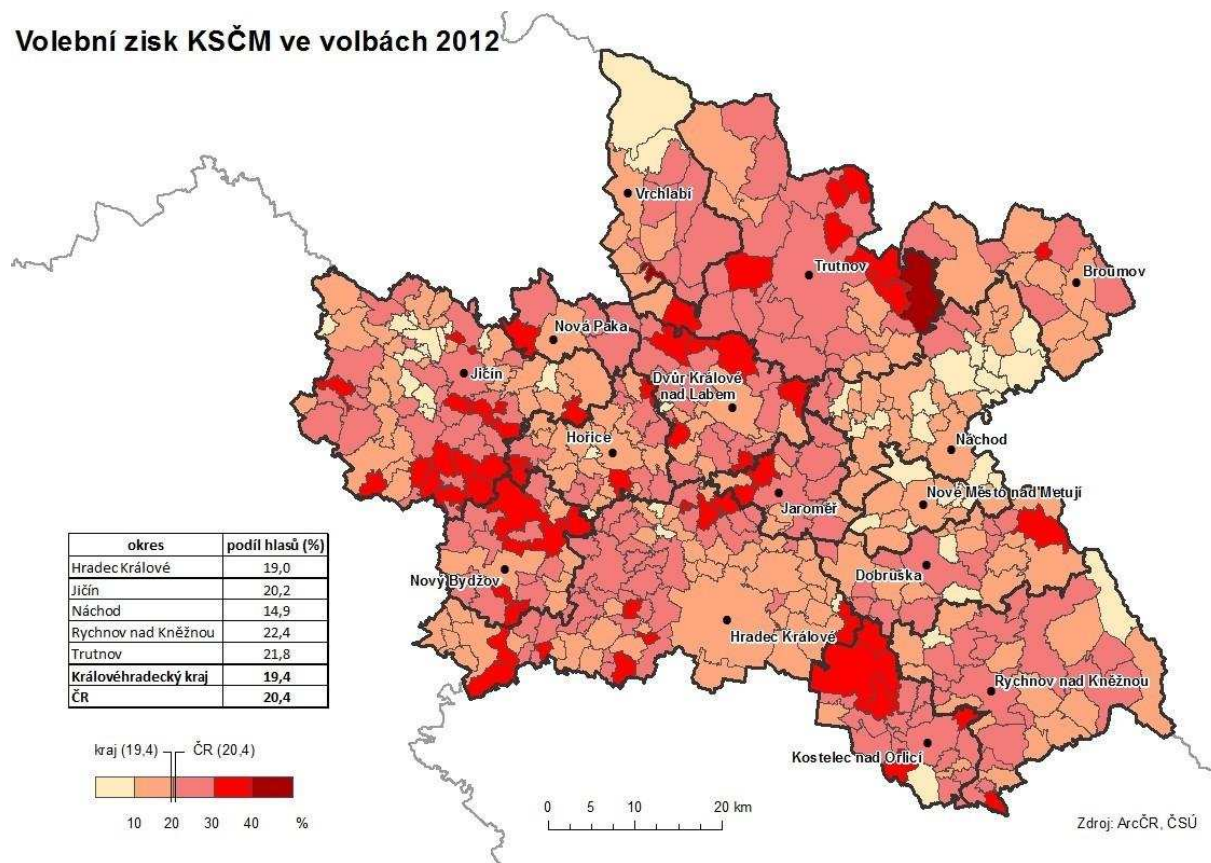 Volební zisk KSČM ve volbách 2012
Vrchlabí
Trutnov
Broumov
Nová Paka
Jičín
Dvůr Králové
nad Labem
Hořice
Náchod
Jaroměř
Nové Město nad Metují
Nový Bydžov
Dobruška
Hradec Králové
Rychnov nad Kněžnou
Kostelec nad Orlicí
okres podíl hlasů (%)
Hradec Králové 19,0
Jičín 20,2
Náchod 14,9
Rychnov nad Kněžnou 22,4
Trutnov 21,8
Královéhradecký kraj 19,4
ČR 20,4
kraj (19,4) ČR (20,4)
10 20 30 40 %
0 5 10 20 km
Zdroj: ArcČR, ČSÚ